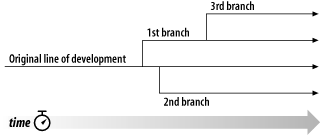 3rd branch
1st branch
Original line of development
2nd branch
time